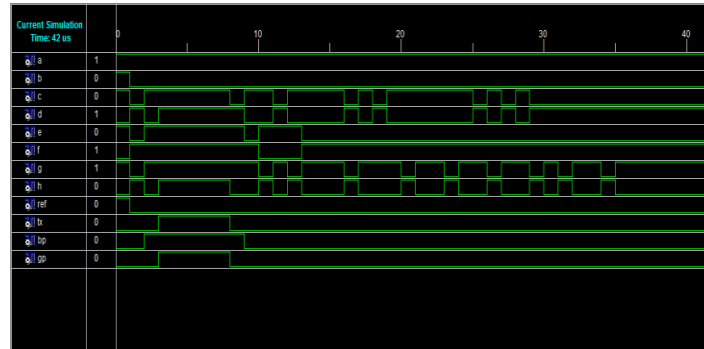 Current Simulation
Time: 42 us
0 10 20 30 40
a 1
b 0
c 0
d 1
e 0
f 1
g 1
h 0
ref 0
tx 0
bp 0
gp 0